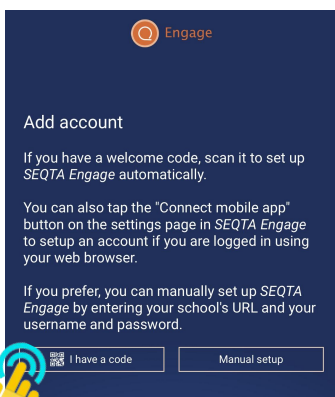 Engage
Add account
If you have a welcome code, scan it to set up
SEQTA Engage automatically.
You can also tap the "Connect mobile app"
button on the settings page in SEQTA Engage
to setup an account if you are logged in using
your web browser.
If you prefer, you can manually set up SEQTA
Engage by entering your school's URL and your
username and password.
I have a code
Manual setup